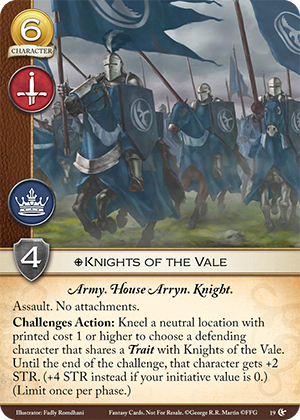 6
CHARACTER
4
KNIGHTS OF THE VALE
Army. House Arryn. Knight.
Assault. No attachments.
Challenges Action: Kneel a neutral location with
printed cost 1 or higher to choose a defending
character that shares a Trait with Knights of the Vale.
Until the end of the challenge, that character gets +2
STR. (+4 STR instead if your initiative value is 0.)
(Limit once per phase.)
Illustrator: Fadly Romdhani
Fantasy Cards. Not For Resale. ©George R.R. Martin ©FFG
19